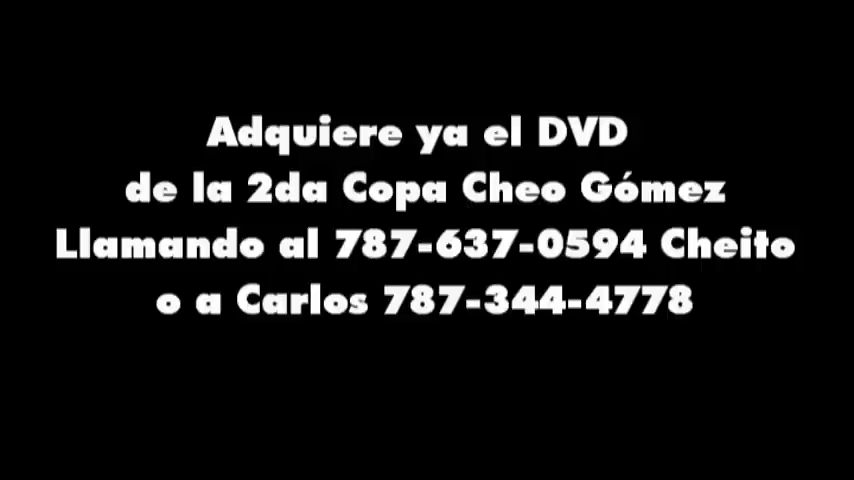 Adquiere ya el DVD
de la 2da Copa Cheo Gómez
Llamando al 787-637-0594 Cheito
o a Carlos 787-344-4778